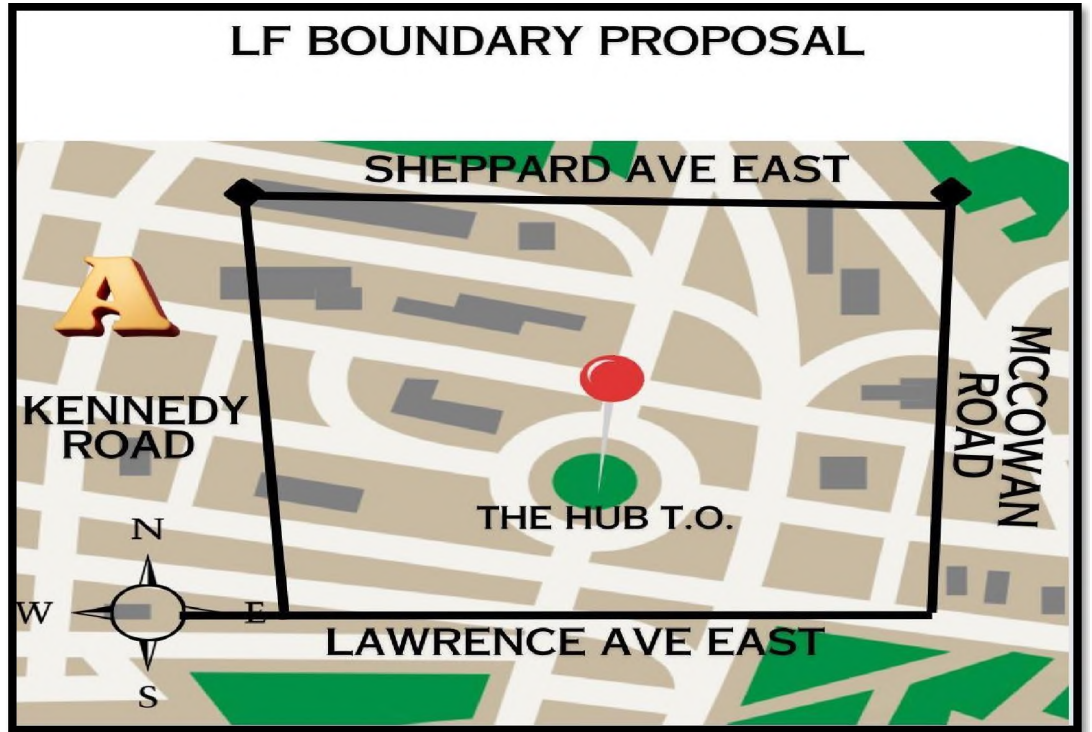 LF BOUNDARY PROPOSAL
SHEPPARD AVE EAST
A
KENNEDY
ROAD
MCCOWAN
ROAD
THE HUB T.O.
N
W
E
S
LAWRENCE AVE EAST